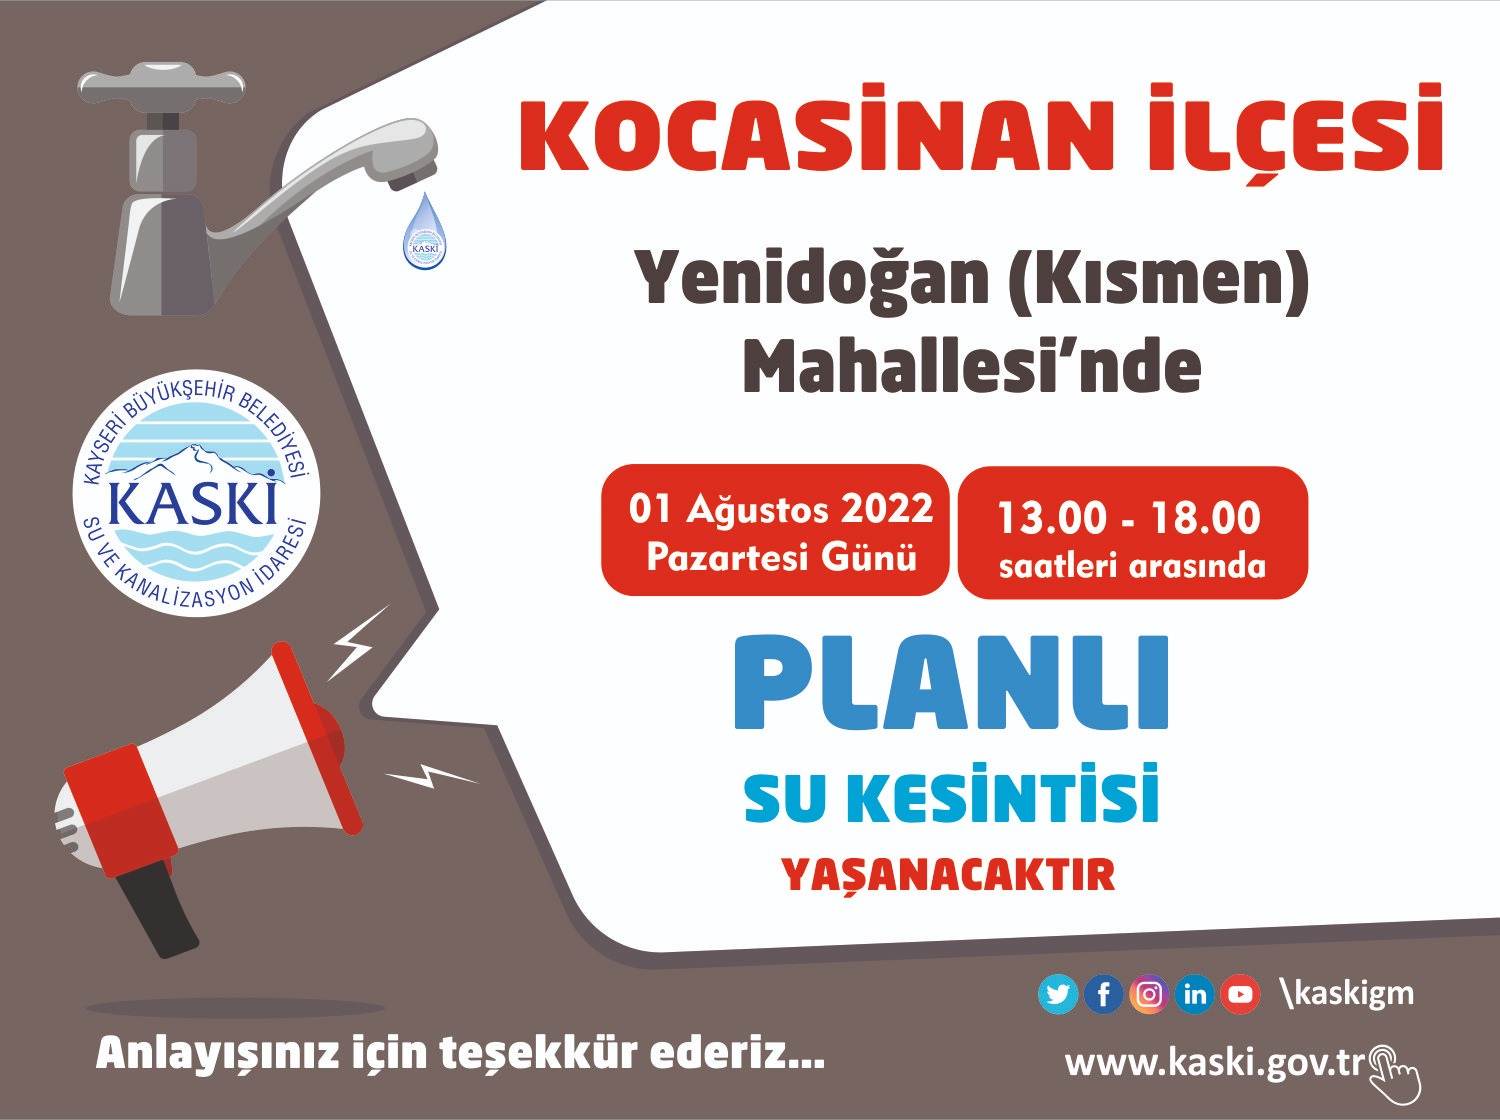 KOCASİNAN İLÇESİ
Yenidoğan (Kısmen)
Mahallesi'nde
01 Ağustos 2022
Pazartesi Günü
13.00 - 18.00
saatleri arasında
PLANLI
SU KESİNTİSİ
YAŞANACAKTIR
KASKİ
KAYSERİ BÜYÜKŞEHİR BELEDİYESİ
KASKİ
SU VE KANALİZASYON İDARESİ
\kaskigm
www.kaski.gov.tr
Anlayışınız için teşekkür ederiz...